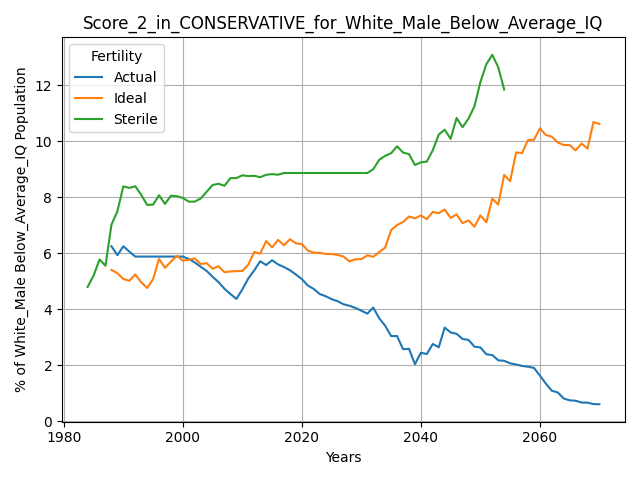 Score_2_in_CONSERVATIVE_for_White_Male_Below_Average_IQ
% of White_Male Below_Average_IQ Population
Fertility
Actual
Ideal
Sterile
12
10
8
6
4
2
0
1980
2000
2020
2040
2060
Years